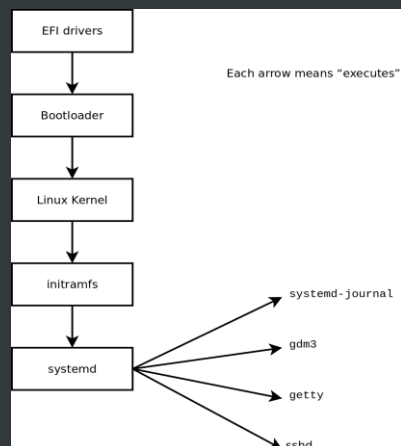 EFI drivers
Each arrow means “executes”
Bootloader
Linux Kernel
initramfs
systemd-journal
gdm3
systemd
getty
sshd